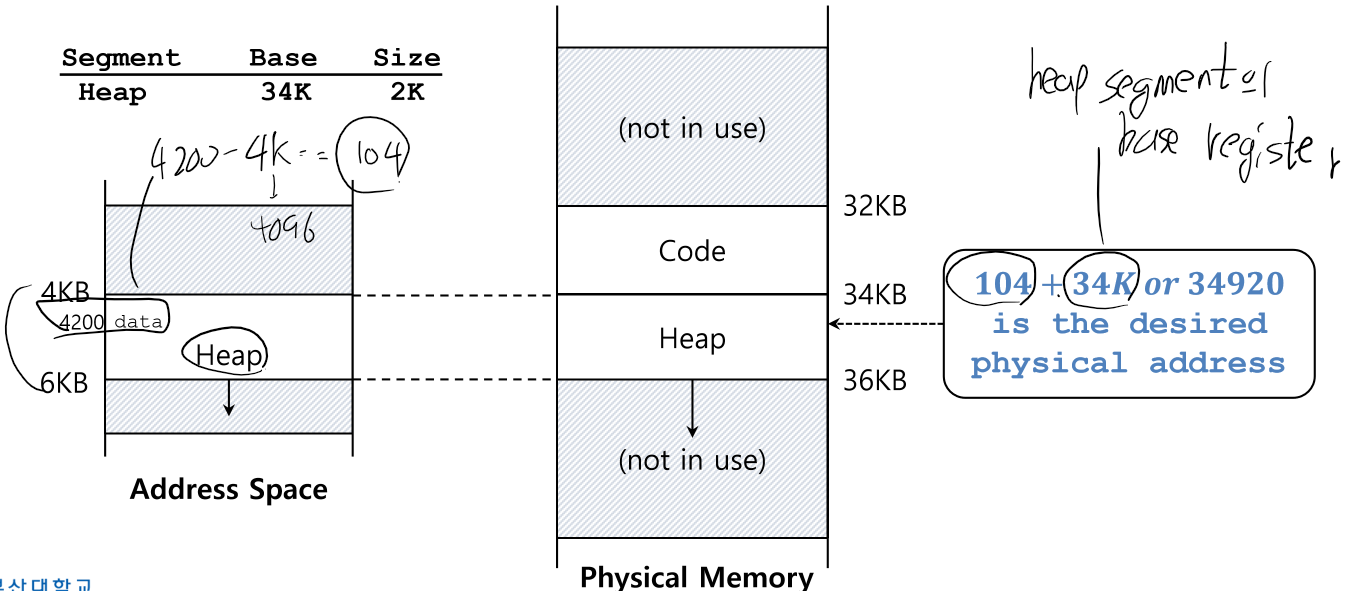 Segment Base Size
Heap 34K 2K
4200-4K = 104
4096
4KB
4200 data
Heap
6KB
Address Space
(not in use)
32KB
Code
34KB
Heap
36KB
(not in use)
Physical Memory
heap segment의
base register
104 + 34K or 34920
is the desired
physical address
부산대학교